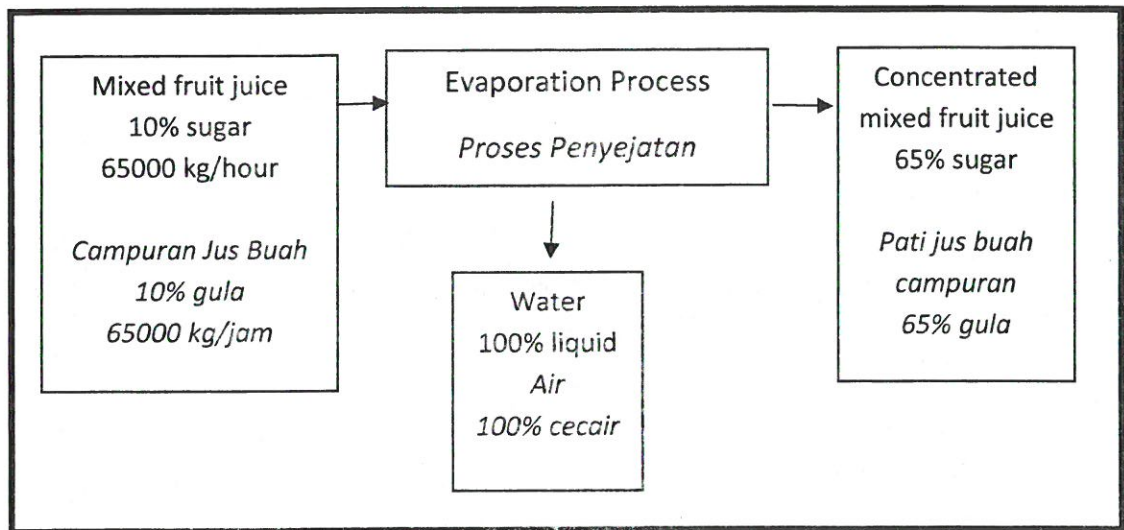 Mixed fruit juice
10% sugar
65000 kg/hour
Campuran Jus Buah
10% gula
65000 kg/jam
Evaporation Process
Proses Penyejatan
Water
100% liquid
Air
100% cecair
Concentrated
mixed fruit juice
65% sugar
Pati jus buah
campuran
65% gula